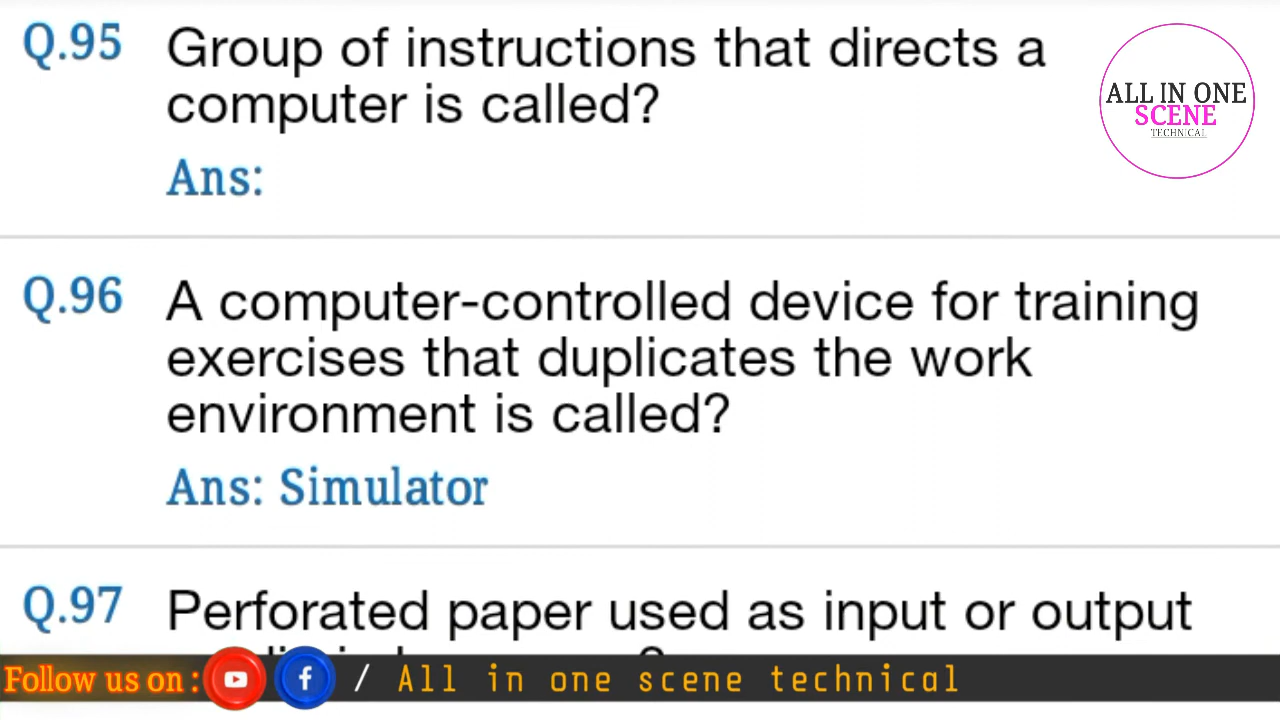 Q.95 Group of instructions that directs a
computer is called?
Ans:
ALL IN ONE
SCENE
TECHNICAL
Q.96 A computer-controlled device for training
exercises that duplicates the work
environment is called?
Ans: Simulator
Q.97 Perforated paper used as input or output
Follow us on : / All in one scene technical